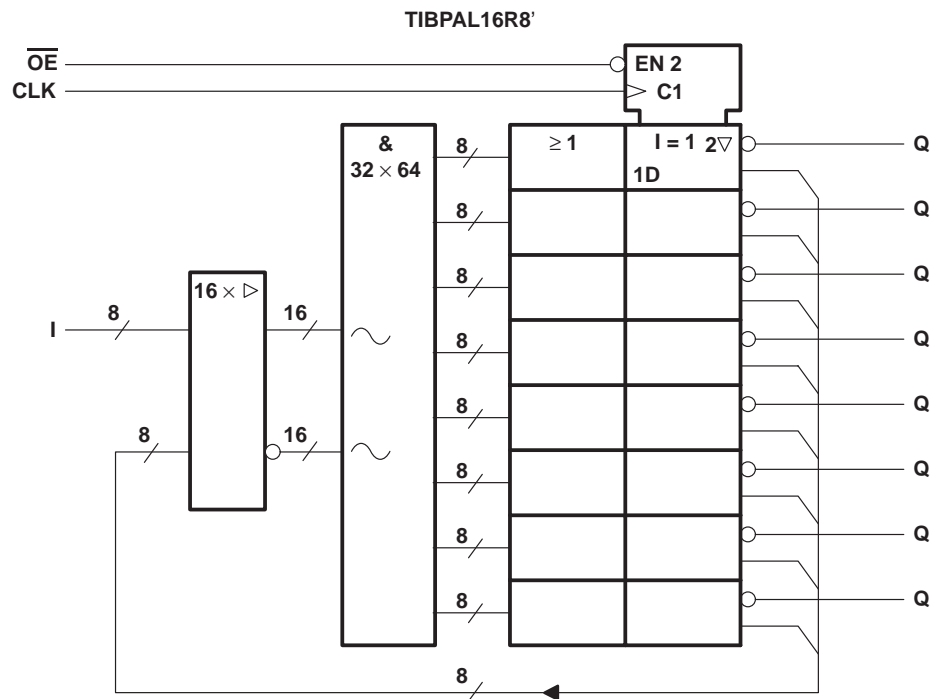 TIBPAL16R8’
OE
EN 2
CLK
C1
&
32 × 64
8
≥ 1
I = 1 2▽
1D
Q
8
Q
8
Q
16 × ▷
8
16
I
8
Q
8
16
8
Q
8
Q
8
Q
8
Q
8